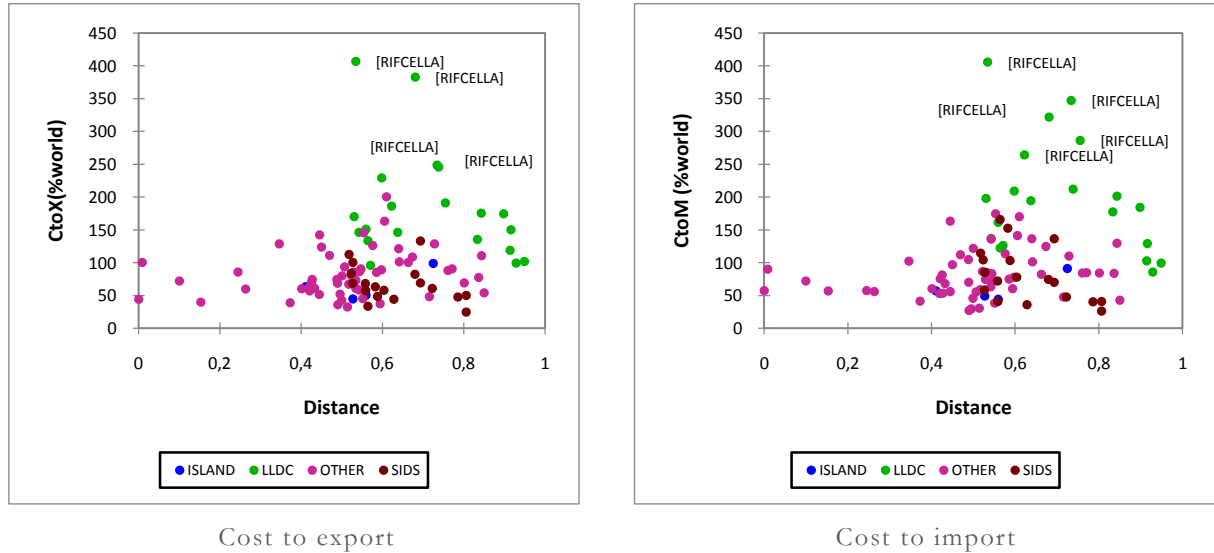 450
400
350
300
250
200
150
100
50
0
CtoX(%world)
[RIFCELLA]
[RIFCELLA]
[RIFCELLA]
[RIFCELLA]
0 0,2 0,4 0,6 0,8 1
Distance
ISLAND LLDC OTHER SIDS
Cost to export
450
400
350
300
250
200
150
100
50
0
CtoM (%world)
[RIFCELLA]
[RIFCELLA]
[RIFCELLA]
[RIFCELLA]
[RIFCELLA]
0 0,2 0,4 0,6 0,8 1
Distance
ISLAND LLDC OTHER SIDS
Cost to import